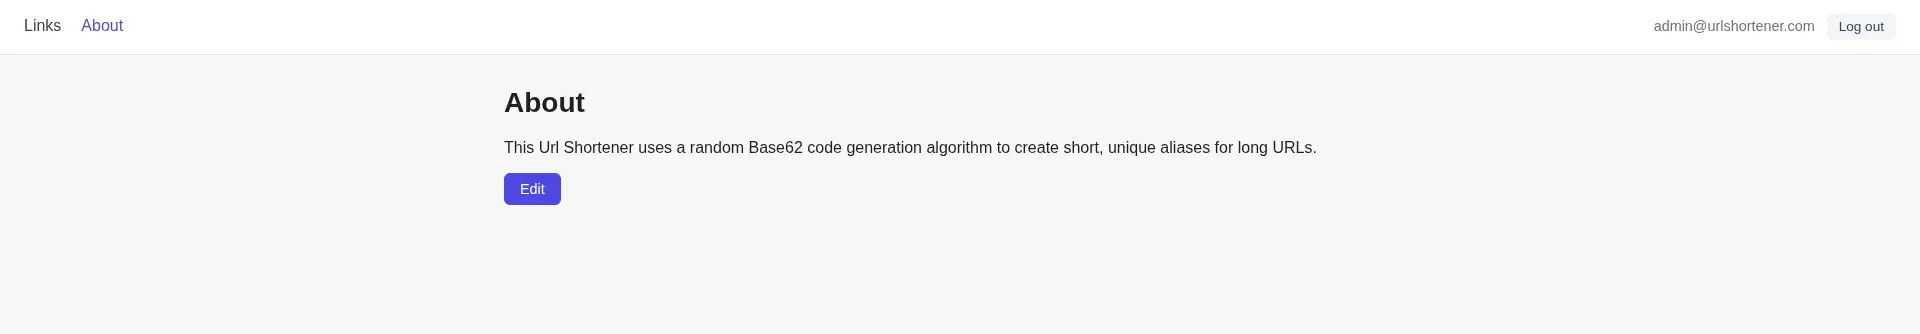 Links About admin@urlshortener.com Log out
About
This Url Shortener uses a random Base62 code generation algorithm to create short, unique aliases for long URLs.
Edit